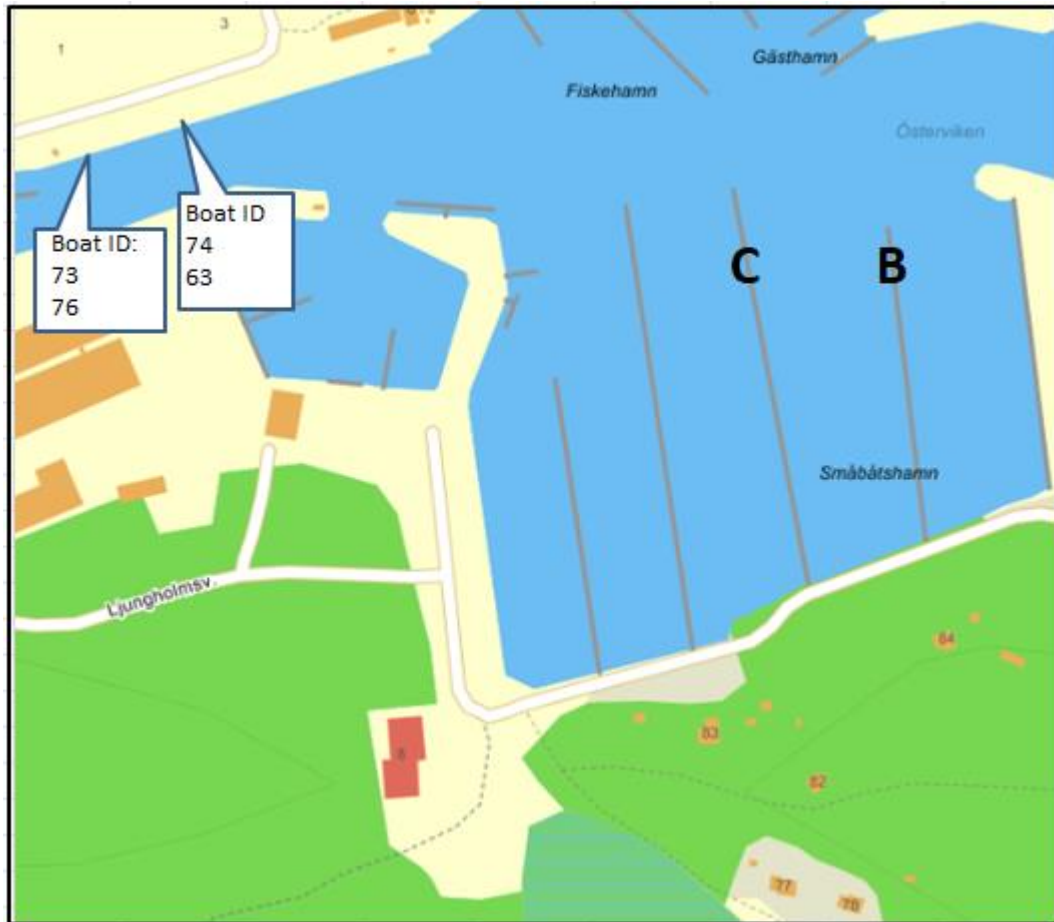 3
1
Gästhamn
Fiskehamn
Österviken
Boat ID
74
63
Boat ID:
73
76
C
B
Småbåtshamn
Ljungholmsv.
84
83
82
77